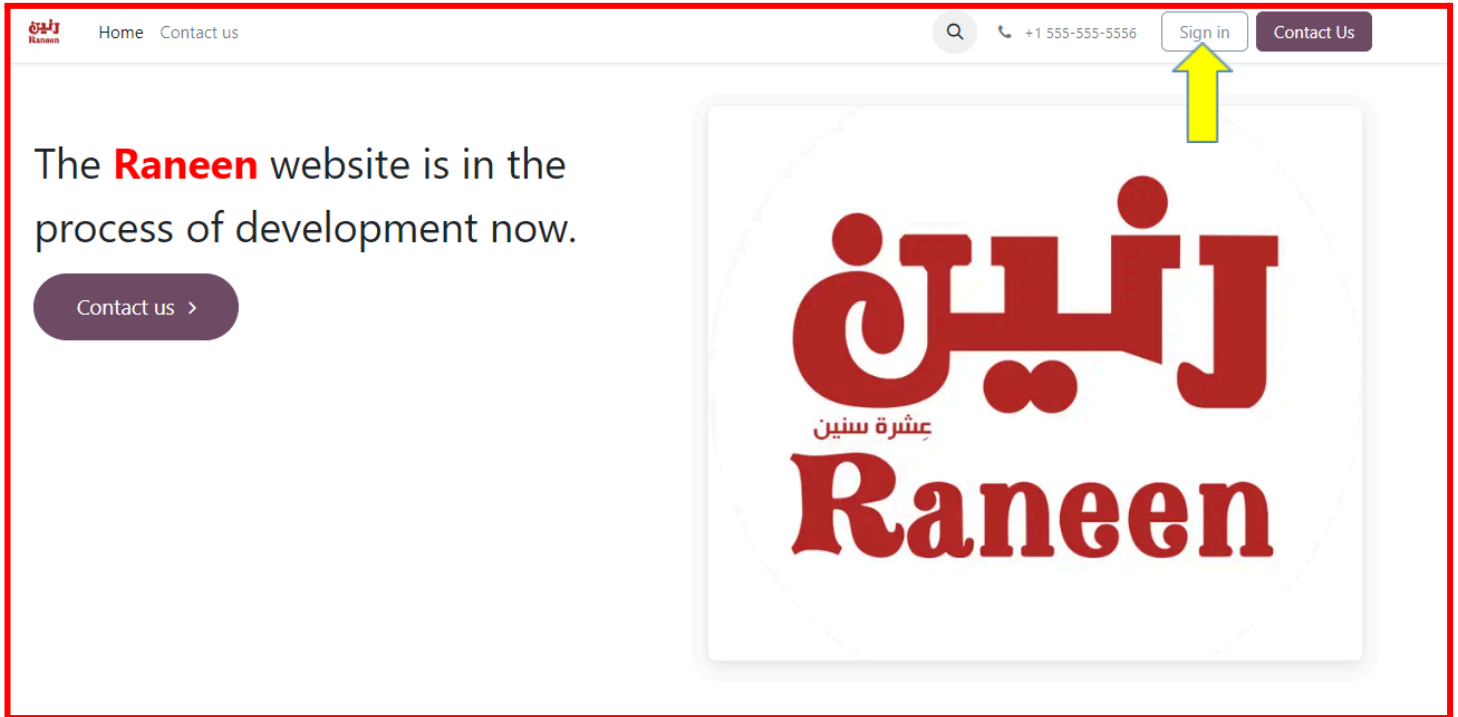 رنين
Raneen
Home
Contact us
+1 555-555-5556
Sign in
Contact Us
The Raneen website is in the
process of development now.
Contact us >
رنين
عِشرة سنين
Raneen